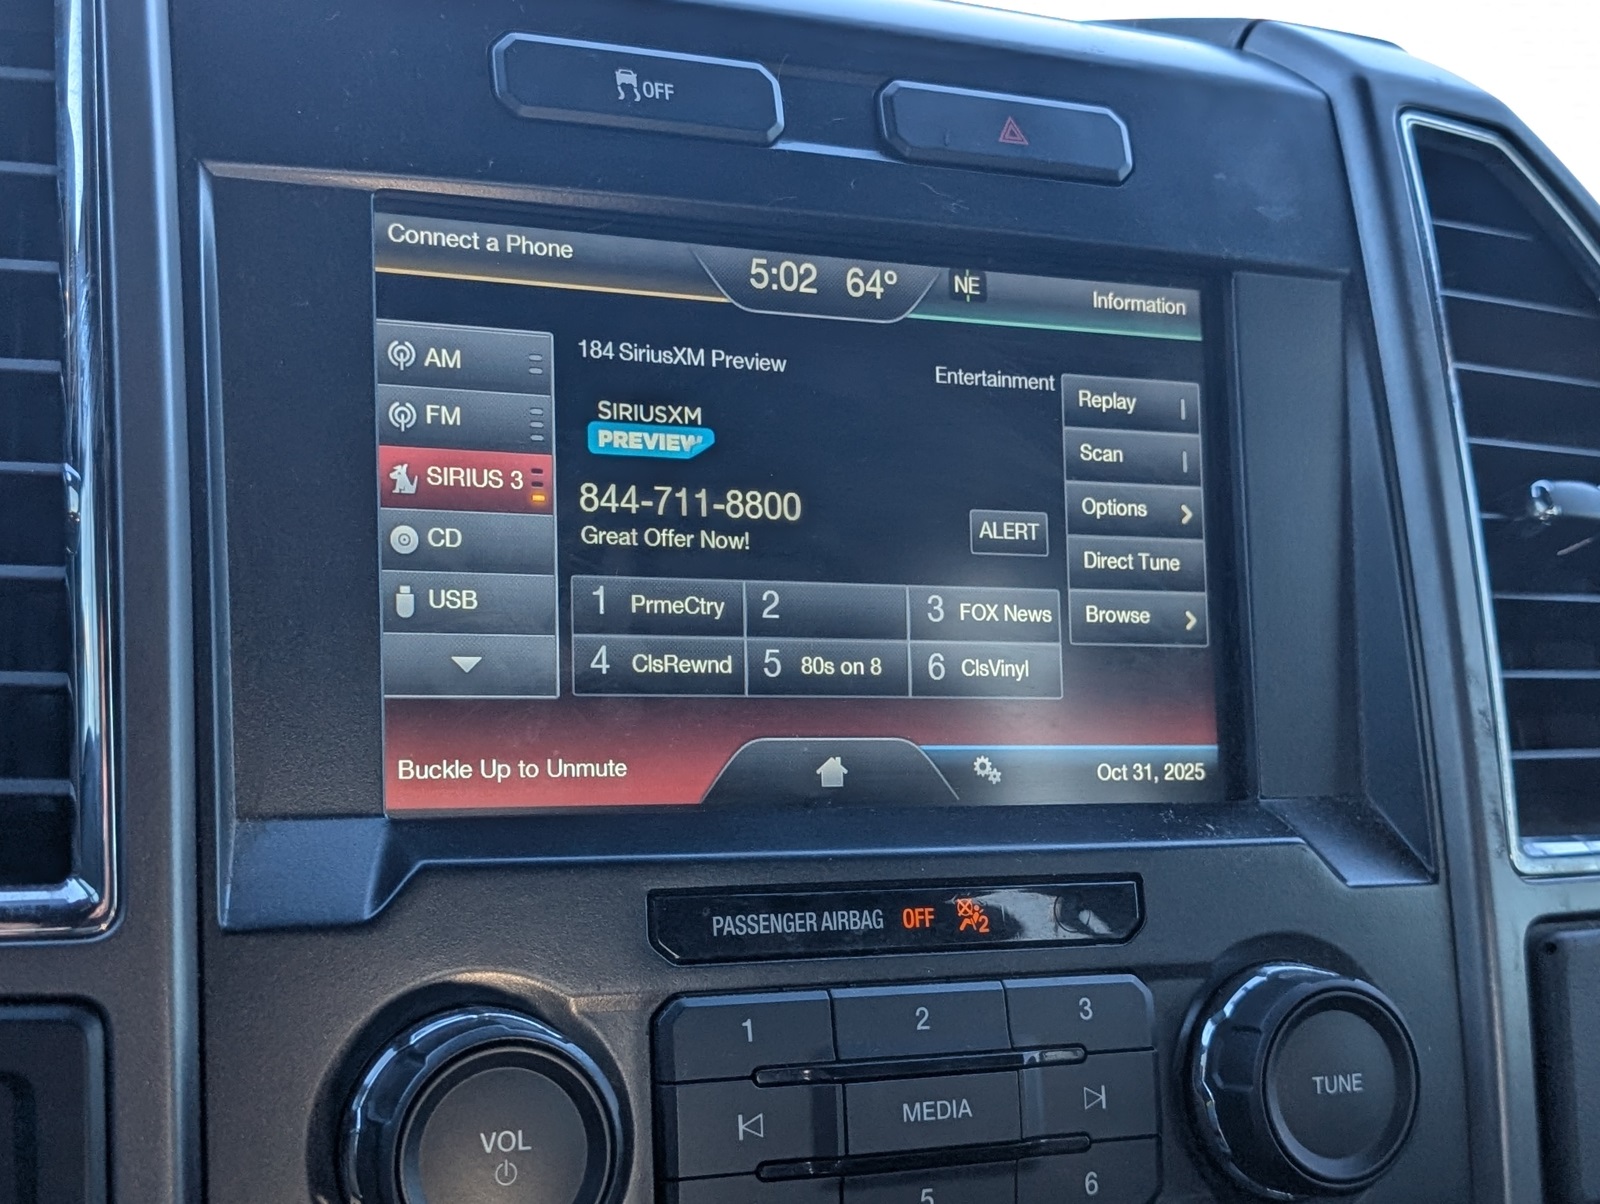 OFF
Connect a Phone
5:02 64° NE
Information
AM
FM
SIRIUS 3
CD
USB
184 SiriusXM Preview
Entertainment
SIRIUSXM
PREVIEW
844-711-8800
Great Offer Now!
ALERT
Replay
Scan
Options
Direct Tune
Browse
1 PrmeCtry 2 3 FOX News
4 ClsRewnd 5 80s on 8 6 ClsVinyl
Buckle Up to Unmute
Oct 31, 2025
PASSENGER AIRBAG OFF 2
1 2 3
VOL
MEDIA
TUNE
5 6